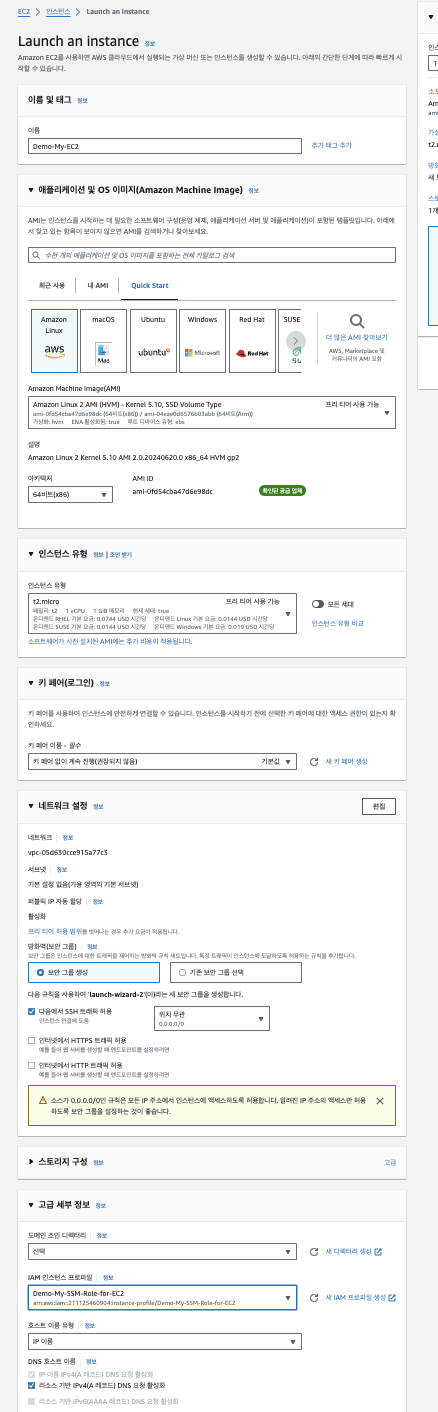 EC2 > 인스턴스 > Launch an instance
Launch an instance 정보
Amazon EC2를 사용하면 AWS 클라우드에서 실행되는 가상 머신 또는 인스턴스를 생성할 수 있습니다. 아래의 간단한 단계에 따라 빠르게 시
작할 수 있습니다.
이름 및 태그 정보
이름
Demo-My-EC2
추가 태그 추가
애플리케이션 및 OS 이미지(Amazon Machine Image) 정보
AMI는 인스턴스를 시작하는 데 필요한 소프트웨어 구성(운영 체제, 애플리케이션 서버 및 애플리케이션)이 포함된 템플릿입니다. 아래에
서 찾고 있는 항목이 보이지 않으면 AMI를 검색하거나 찾아보세요.
수천 개의 애플리케이션 및 OS 이미지를 포함하는 전체 카탈로그 검색
최근 사용 내 AMI Quick Start
Amazon Linux
aws
macOS
Mac
Ubuntu
ubuntu
Windows
Microsoft
Red Hat
Red Hat
SUSE
더 많은 AMI 찾아보기
AWS, Marketplace 및
커뮤니티의 AMI 포함
Amazon Machine Image(AMI)
Amazon Linux 2 AMI (HVM) - Kernel 5.10, SSD Volume Type 프리 티어 사용 가능
ami-0fd54cba47d6e98dc (64비트(x86)) / ami-04eae0d6576b03abb (64비트(Arm))
가상화: hvm ENA 활성화됨: true 루트 디바이스 유형: ebs
설명
Amazon Linux 2 Kernel 5.10 AMI 2.0.20240620.0 x86_64 HVM gp2
아키텍처 AMI ID
64비트(x86) ami-0fd54cba47d6e98dc 확인된 공급 업체
인스턴스 유형 정보 | 조언 받기
인스턴스 유형
t2.micro 프리 티어 사용 가능
패밀리: t2 1 vCPU 1 GiB 메모리 현재 세대: true
온디맨드 RHEL 기본 요금: 0.0744 USD 시간당 온디맨드 Linux 기본 요금: 0.0144 USD 시간당
온디맨드 SUSE 기본 요금: 0.0144 USD 시간당 온디맨드 Windows 기본 요금: 0.019 USD 시간당
모든 세대
인스턴스 유형 비교
소프트웨어가 사전 설치된 AMI에는 추가 비용이 적용됩니다.
키 페어(로그인) 정보
키 페어를 사용하여 인스턴스에 안전하게 연결할 수 있습니다. 인스턴스를 시작하기 전에 선택한 키 페어에 대한 액세스 권한이 있는지 확
인하세요.
키 페어 이름 - 필수
키 페어 없이 계속 진행(권장되지 않음) 기본값
새 키 페어 생성
네트워크 설정 정보 편집
네트워크 정보
vpc-05d630cce915a77c3
서브넷 정보
기본 설정 없음(가용 영역의 기본 서브넷)
퍼블릭 IP 자동 할당 정보
활성화
프리 티어 허용 범위를 벗어나는 경우 추가 요금이 적용됩니다.
방화벽(보안 그룹) 정보
보안 그룹은 인스턴스에 대한 트래픽을 제어하는 방화벽 규칙 세트입니다. 특정 트래픽이 인스턴스에 도달하도록 허용하는 규칙을 추가합니다.
보안 그룹 생성 기존 보안 그룹 선택
다음 규칙을 사용하여 'launch-wizard-2'(이)라는 새 보안 그룹을 생성합니다.
다음에서 SSH 트래픽 허용
인스턴스 연결에 도움
위치 무관
0.0.0.0/0
인터넷에서 HTTPS 트래픽 허용
예를 들어 웹 서버를 생성할 때 엔드포인트를 설정하려면
인터넷에서 HTTP 트래픽 허용
예를 들어 웹 서버를 생성할 때 엔드포인트를 설정하려면
소스가 0.0.0.0/0인 규칙은 모든 IP 주소에서 인스턴스에 액세스하도록 허용합니다. 알려진 IP 주소의 액세스만 허용
하도록 보안 그룹을 설정하는 것이 좋습니다.
스토리지 구성 정보 고급
고급 세부 정보 정보
도메인 조인 디렉터리 정보
선택
새 디렉터리 생성
IAM 인스턴스 프로파일 정보
Demo-My-SSM-Role-for-EC2
arn:aws:iam::211125460904:instance-profile/Demo-My-SSM-Role-for-EC2
새 IAM 프로파일 생성
호스트 이름 유형 정보
IP 이름
DNS 호스트 이름 정보
IP 이름 IPv4(A 레코드) DNS 요청 활성화
리소스 기반 IPv4(A 레코드) DNS 요청 활성화
리소스 기반 IPv6(AAAA 레코드) DNS 요청 활성화